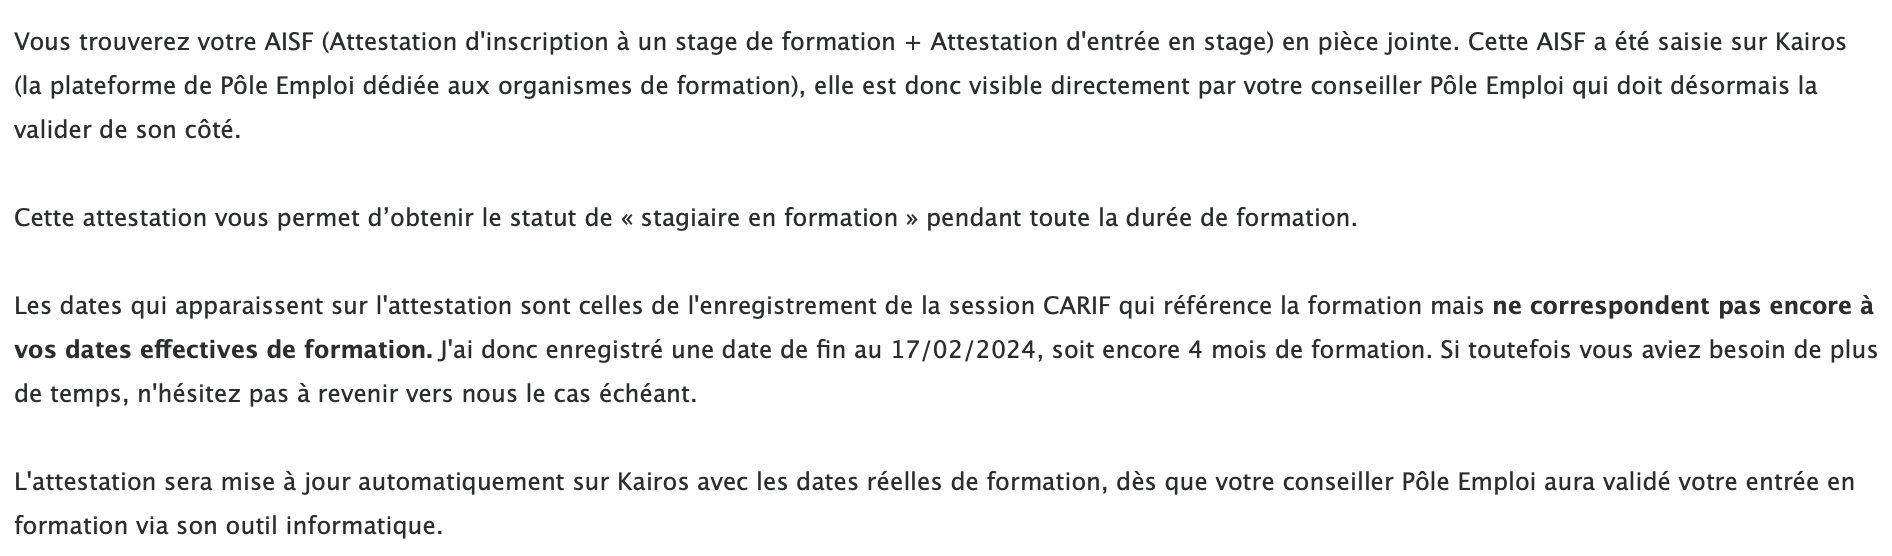 Vous trouverez votre AISF (Attestation d'inscription à un stage de formation + Attestation d'entrée en stage) en pièce jointe. Cette AISF a été saisie sur Kairos
(la plateforme de Pôle Emploi dédiée aux organismes de formation), elle est donc visible directement par votre conseiller Pôle Emploi qui doit désormais la
valider de son côté.
Cette attestation vous permet d’obtenir le statut de « stagiaire en formation » pendant toute la durée de formation.
Les dates qui apparaissent sur l'attestation sont celles de l'enregistrement de la session CARIF qui référence la formation mais ne correspondent pas encore à
vos dates effectives de formation. J'ai donc enregistré une date de fin au 17/02/2024, soit encore 4 mois de formation. Si toutefois vous aviez besoin de plus
de temps, n'hésitez pas à revenir vers nous le cas échéant.
L'attestation sera mise à jour automatiquement sur Kairos avec les dates réelles de formation, dès que votre conseiller Pôle Emploi aura validé votre entrée en
formation via son outil informatique.